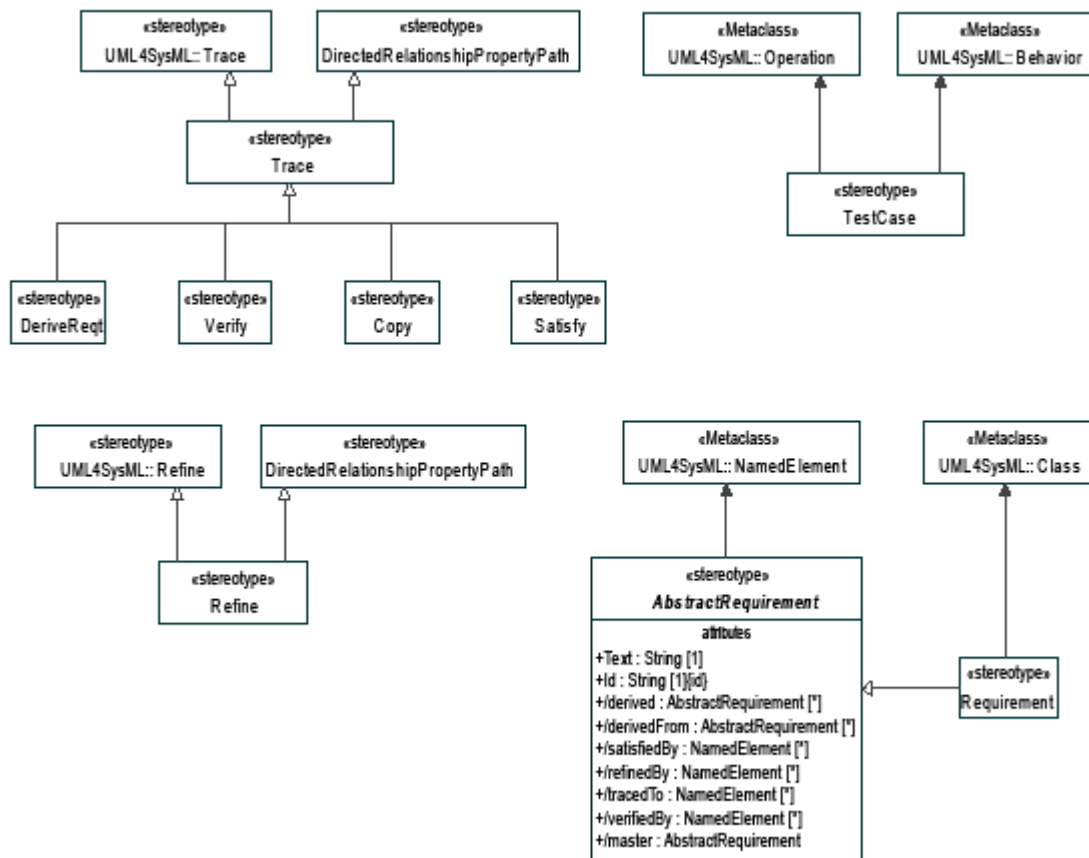 «stereotype»
UML4SysML:: Trace
«stereotype»
DirectedRelationshipPropertyPath
«Metaclass»
UML4SysML:: Operation
«Metaclass»
UML4SysML:: Behavior
«stereotype»
Trace
«stereotype»
TestCase
«stereotype»
DeriveReqt
«stereotype»
Verify
«stereotype»
Copy
«stereotype»
Satisfy
«stereotype»
UML4SysML:: Refine
«stereotype»
DirectedRelationshipPropertyPath
«Metaclass»
UML4SysML:: NamedElement
«Metaclass»
UML4SysML:: Class
«stereotype»
Refine
«stereotype»
AbstractRequirement
attributes
+Text : String [1]
+Id : String [1]{id}
+/derived : AbstractRequirement [*]
+/derivedFrom : AbstractRequirement [*]
+/satisfiedBy : NamedElement [*]
+/refinedBy : NamedElement [*]
+/tracedTo : NamedElement [*]
+/verifiedBy : NamedElement [*]
+/master : AbstractRequirement
«stereotype»
Requirement